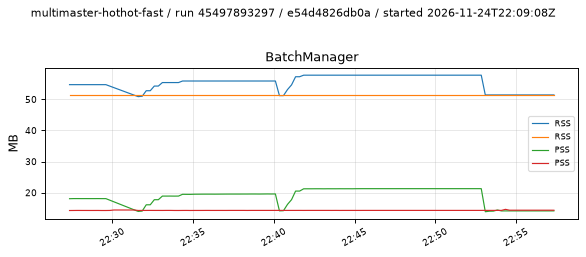 multimaster-hothot-fast / run 45497893297 / e54d4826db0a / started 2026-11-24T22:09:08Z
BatchManager
MB
50
40
30
20
RSS
RSS
PSS
PSS
22:30
22:35
22:40
22:45
22:50
22:55